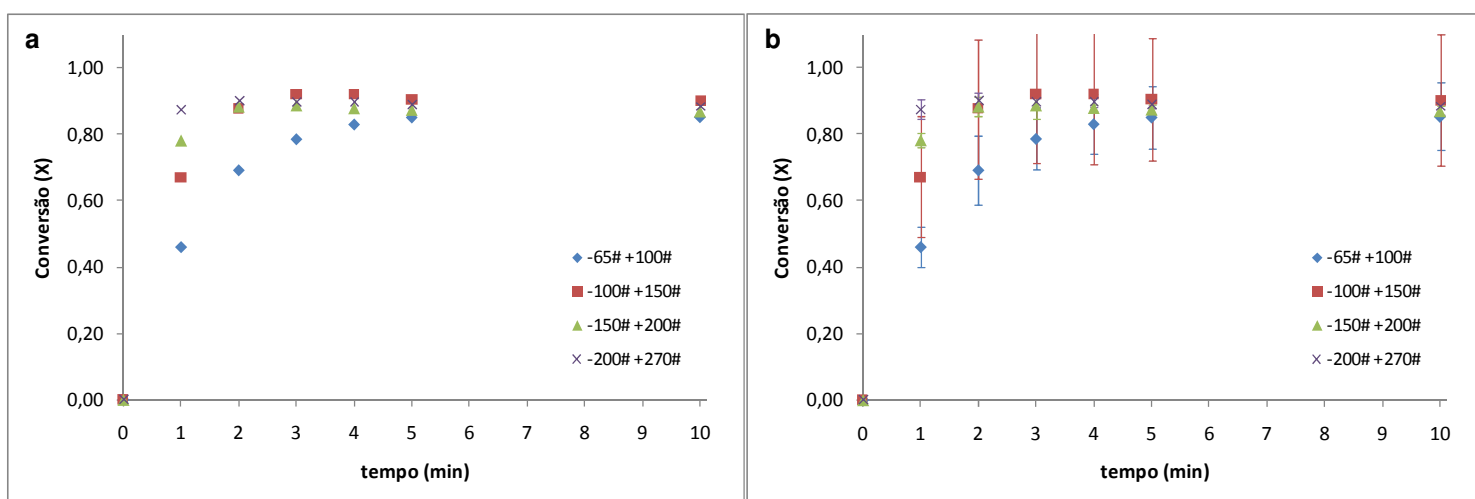 a
1,00
0,80
0,60
0,40
0,20
0,00
0 1 2 3 4 5 6 7 8 9 10
Conversão (X)
tempo (min)
-65# +100#
-100# +150#
-150# +200#
-200# +270#
b
1,00
0,80
0,60
0,40
0,20
0,00
0 1 2 3 4 5 6 7 8 9 10
Conversão (X)
tempo (min)
-65# +100#
-100# +150#
-150# +200#
-200# +270#